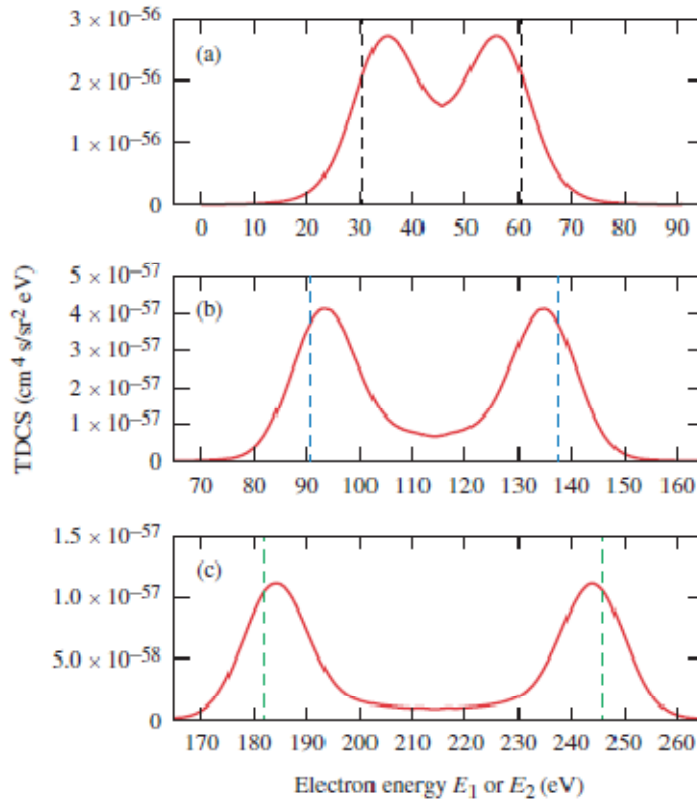 3 × 10⁻⁵⁶
(a)
2 × 10⁻⁵⁶
1 × 10⁻⁵⁶
0
0 10 20 30 40 50 60 70 80 90
TDCS (cm⁴ s/sr² eV)
5 × 10⁻⁵⁷
(b)
4 × 10⁻⁵⁷
3 × 10⁻⁵⁷
2 × 10⁻⁵⁷
1 × 10⁻⁵⁷
0
70 80 90 100 110 120 130 140 150 160
1.5 × 10⁻⁵⁷
(c)
1.0 × 10⁻⁵⁷
5.0 × 10⁻⁵⁸
0
170 180 190 200 210 220 230 240 250 260
Electron energy E₁ or E₂ (eV)